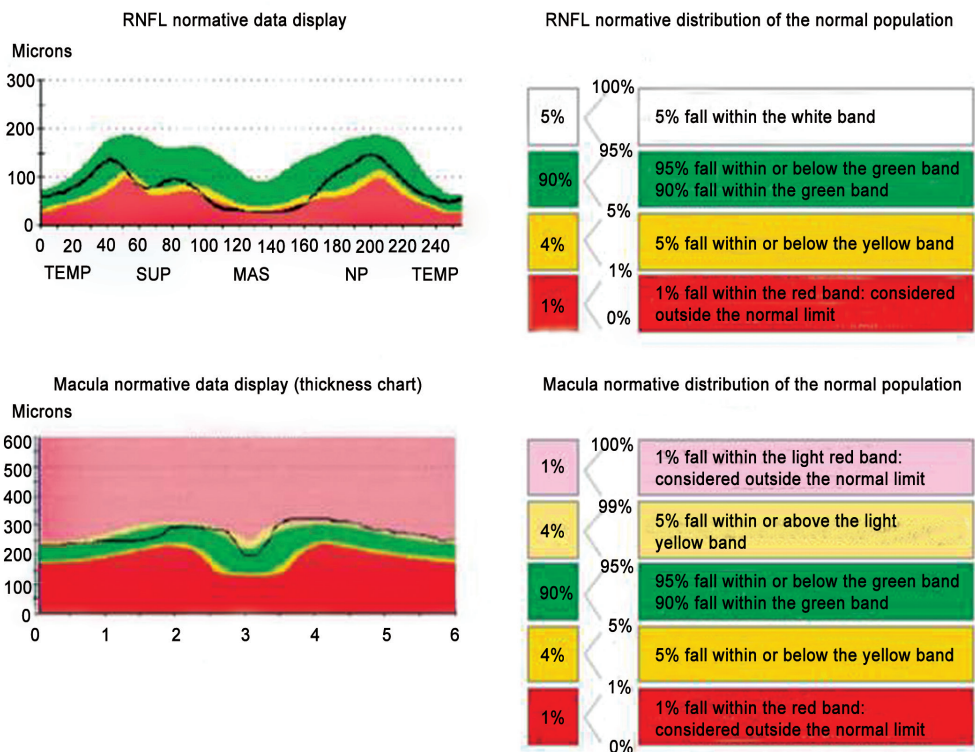 RNFL normative data display
Microns
300
200
100
0
0 20 40 60 80 100 120 140 160 180 200 220 240
TEMP SUP MAS NP TEMP
RNFL normative distribution of the normal population
100%
5%
5% fall within the white band
95%
90%
95% fall within or below the green band
90% fall within the green band
5%
4%
5% fall within or below the yellow band
1%
1%
1% fall within the red band: considered
outside the normal limit
0%
Macula normative data display (thickness chart)
Microns
600
500
400
300
200
100
0
0 1 2 3 4 5 6
Macula normative distribution of the normal population
100%
1%
1% fall within the light red band:
considered outside the normal limit
99%
4%
5% fall within or above the light
yellow band
95%
90%
95% fall within or below the green band
90% fall within the green band
5%
4%
5% fall within or below the yellow band
1%
1%
1% fall within the red band:
considered outside the normal limit
0%